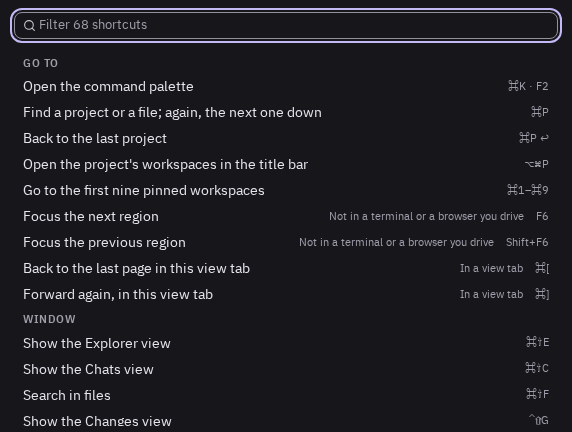 Filter 68 shortcuts
GO TO
Open the command palette ⌘K · F2
Find a project or a file; again, the next one down ⌘P
Back to the last project ⌘P ↩
Open the project's workspaces in the title bar ⌥⌘P
Go to the first nine pinned workspaces ⌘1–⌘9
Focus the next region Not in a terminal or a browser you drive F6
Focus the previous region Not in a terminal or a browser you drive Shift+F6
Back to the last page in this view tab In a view tab ⌘[
Forward again, in this view tab In a view tab ⌘]
WINDOW
Show the Explorer view ⌘⇧E
Show the Chats view ⌘⇧C
Search in files ⌘⇧F
Show the Changes view ⌃⇧G